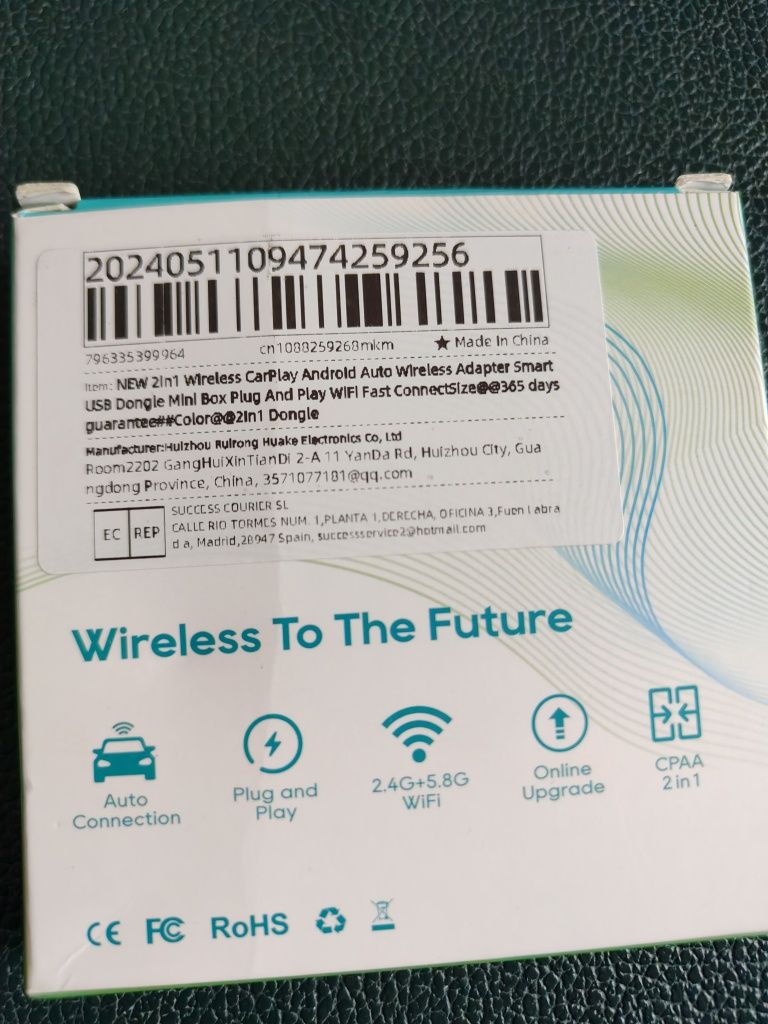 2024051109474259256
796335399964 cn1088259268mkm ★ Made In China
Item: NEW 2in1 Wireless CarPlay Android Auto Wireless Adapter Smart
USB Dongle Mini Box Plug And Play WiFi Fast ConnectSize@@365 days
guarantee##Color@@2in1 Dongle
Manufacturer:Huizhou Ruirong Huake Electronics Co, Ltd
Room2202 GangHuiXinTianDi 2-A 11 YanDa Rd, Huizhou City, Gua
ngdong Province, China, 3571077181@qq.com
EC REP
SUCCESS COURIER SL
CALLE RIO TORMES NUM. 1,PLANTA 1,DERECHA, OFICINA 3,Fuen l abra
d a, Madrid,28947 Spain, successservice2@hotmail.com
Wireless To The Future
Auto
Connection
Plug and
Play
2.4G+5.8G
WiFi
Online
Upgrade
CPAA
2in1
CE FC RoHS